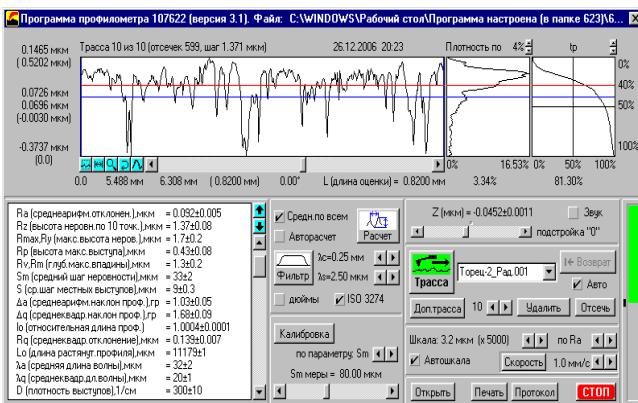 Программа профилометра 107622 (версия 3.1). Файл: C:\WINDOWS\Рабочий стол\Программа настроена (в папке 623)\6...
0.1465 мкм
(0.5202 мкм)
Трасса 10 из 10 (отсечек 599, шаг 1.371 мкм)
26.12.2006 20:23
Плотность по 4%
tp
0.0726 мкм
0.0696 мкм
(-0.0030 мкм)
-0.3737 мкм
(0.0)
0%
40%
50%
100%
0% 16.53% 0% 50% 100%
0.0 5.488 мм 6.308 мм (0.8200 мм) 0.00° L (длина оценки) = 0.8200 мм 3.34% 81.30%
Ra (среднеарифм.отклонен.),мкм = 0.092±0.005
Rz (высота неровн.по 10 точк.),мкм = 1.37±0.08
Rmax,Ry (макс.высота неров.),мкм = 1.7±0.2
Rp (высота макс.выступа),мкм = 0.43±0.08
Rv,Rm (глуб.макс.впадины),мкм = 1.3±0.2
Sm (средний шаг неровности),мкм = 33±2
S (ср.шаг местных выступов),мкм = 9±0.3
Δa (среднеарифм.наклон проф.),гр = 1.03±0.05
Δq (среднеквадр.наклон проф.),гр = 1.68±0.09
lo (относительная длина проф.) = 1.0004±0.0001
Rq (среднеквадр.отклонение),мкм = 0.139±0.007
Lo (длина растянут.профиля),мкм = 11179±1
λa (средняя длина волны),мкм = 32±2
λq (среднеквадр.дл.волны),мкм = 20±1
D (плотность выступов),1/см = 300±10
Средн.по всем
Авторасчет
Расчет
Фильтр
λc=0.25 мм
λs=2.50 мкм
дюймы
ISO 3274
Калибровка
по параметру: Sm
Sm меры = 80.00 мкм
Z (мкм) = -0.0452±0.0011
Звук
подстройка "0"
Трасса
Торец-2_Рад.001
Возврат
Авто
Доп.трасса
10
Удалить
Отсечь
Шкала: 3.2 мкм (x 5000)
по Ra
Автошкала
Скорость
1.0 мм/с
Открыть
Печать
Протокол
СТОП